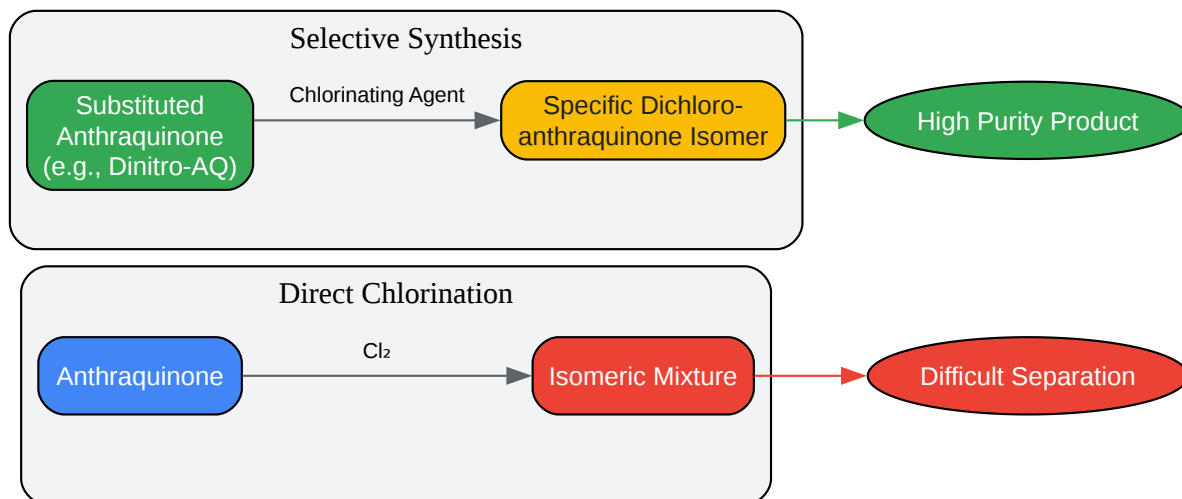 Selective Synthesis
Substituted
Anthraquinone
(e.g., Dinitro-AQ)
Chlorinating Agent
Specific Dichloro-
anthraquinone Isomer
High Purity Product
Direct Chlorination
Anthraquinone
Cl₂
Isomeric Mixture
Difficult Separation